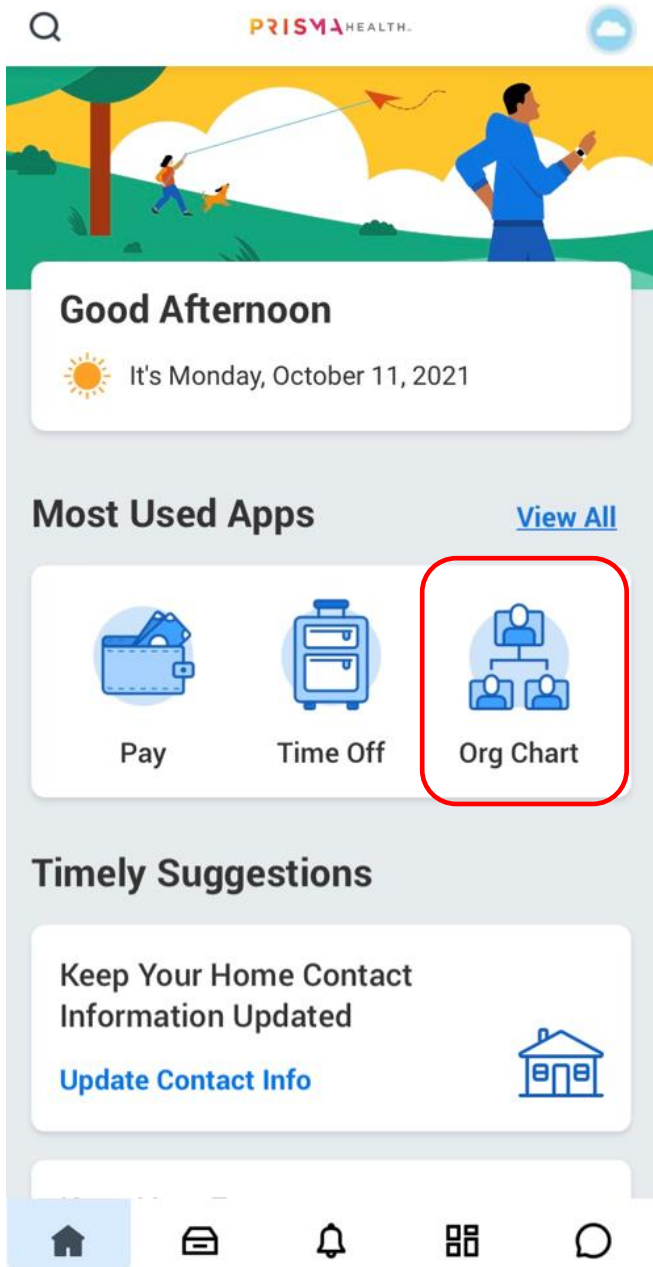 PRISMA HEALTH.
Good Afternoon
It's Monday, October 11, 2021
Most Used Apps
View All
Pay
Time Off
Org Chart
Timely Suggestions
Keep Your Home Contact
Information Updated
Update Contact Info